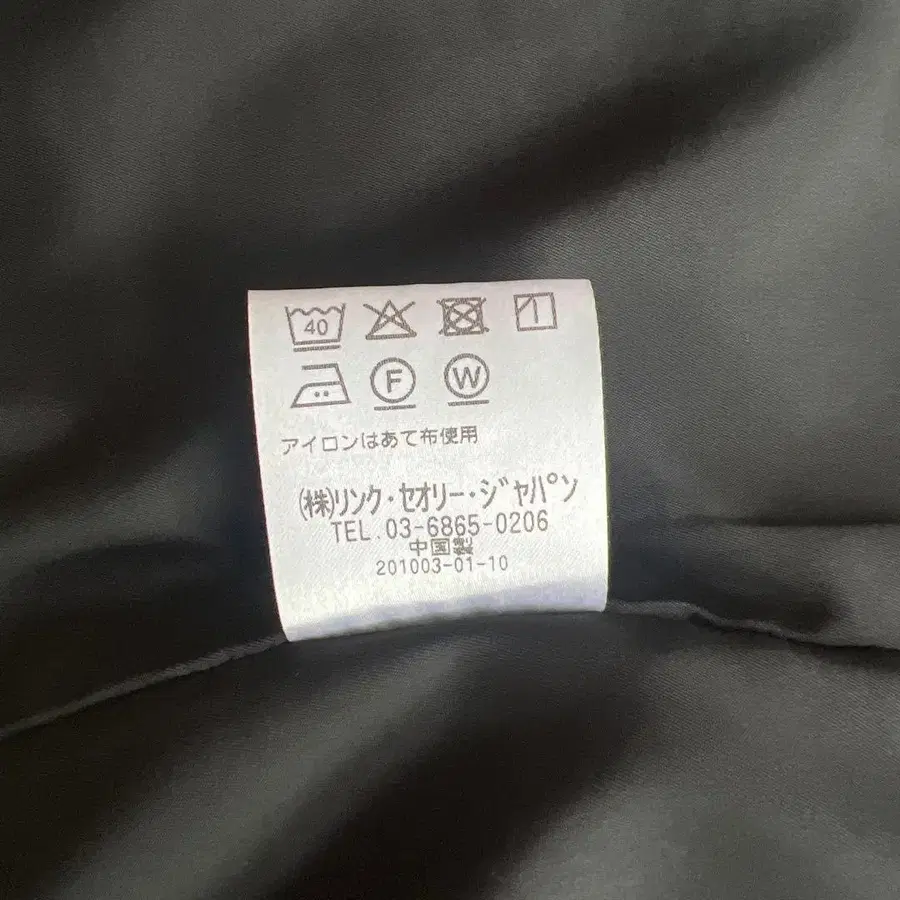 40
F W
アイロンはあて布使用
(株)リンク・セオリー・ジャパン
TEL.03-6865-0206
中国製
201003-01-10